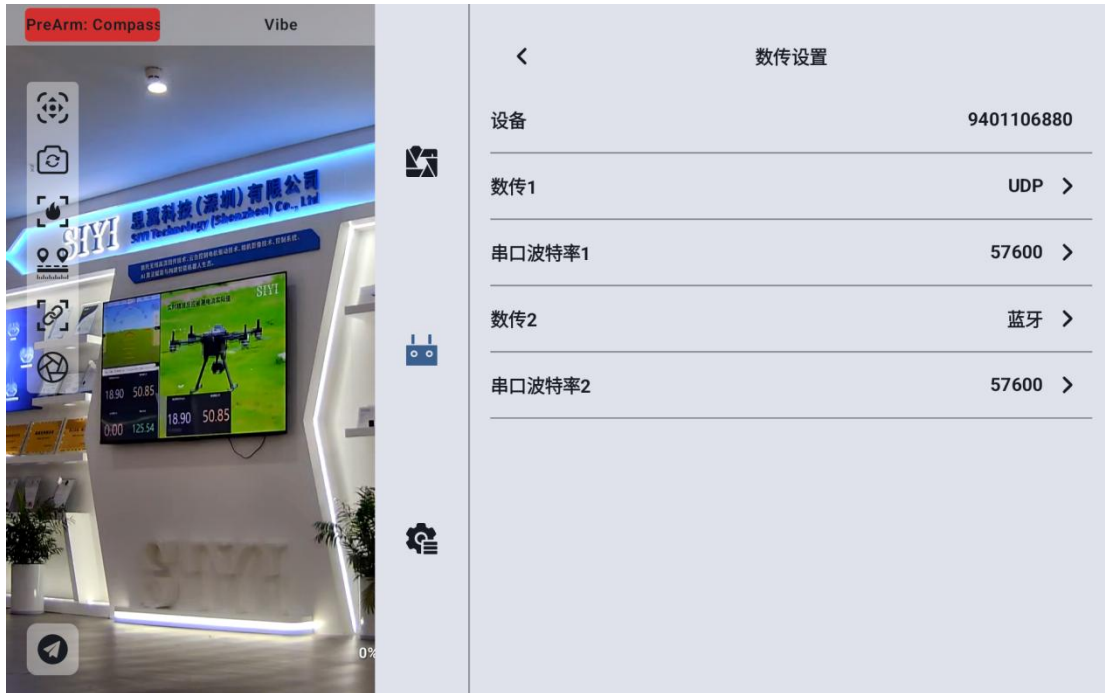 PreArm: Compass
Vibe
数传设置
设备
9401106880
数传1
UDP
串口波特率1
57600
数传2
蓝牙
串口波特率2
57600
SIYI
思翼科技(深圳)有限公司
SIYI Technology (Shenzhen) Co., Ltd
SIYI
18.90
50.85
0.00
125.54
18.90
50.85
SIYI
0%